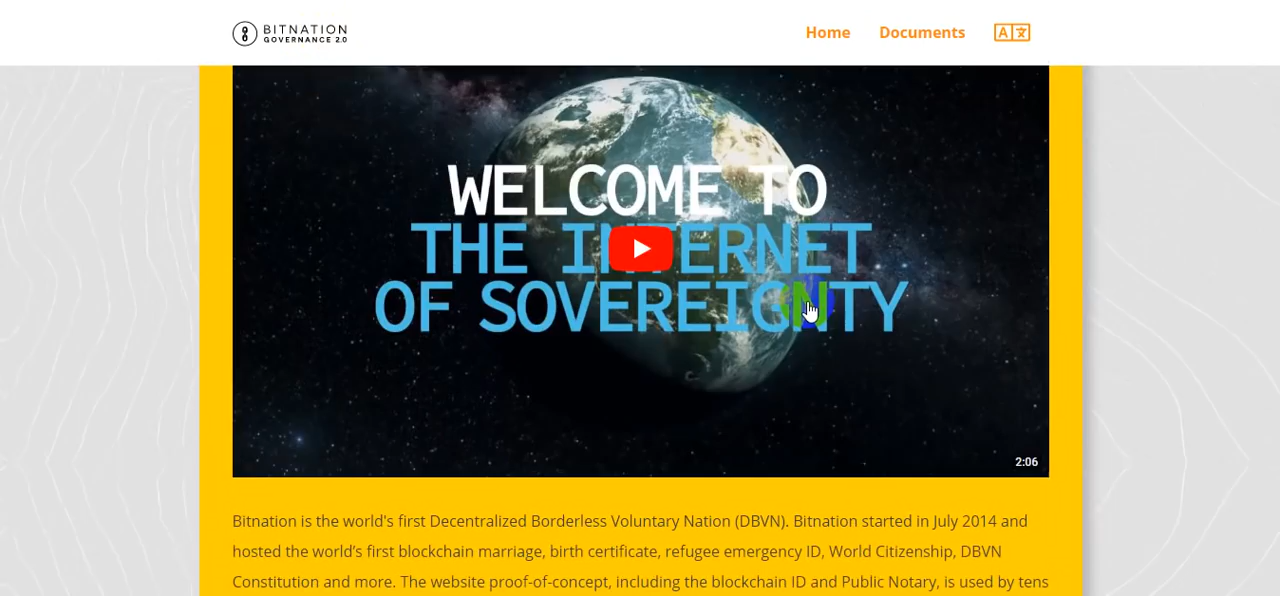 BITNATION
GOVERNANCE 2.0
Home
Documents
A 文
WELCOME TO
THE INTERNET
OF SOVEREIGNTY
2:06
Bitnation is the world's first Decentralized Borderless Voluntary Nation (DBVN). Bitnation started in July 2014 and
hosted the world’s first blockchain marriage, birth certificate, refugee emergency ID, World Citizenship, DBVN
Constitution and more. The website proof-of-concept, including the blockchain ID and Public Notary, is used by tens